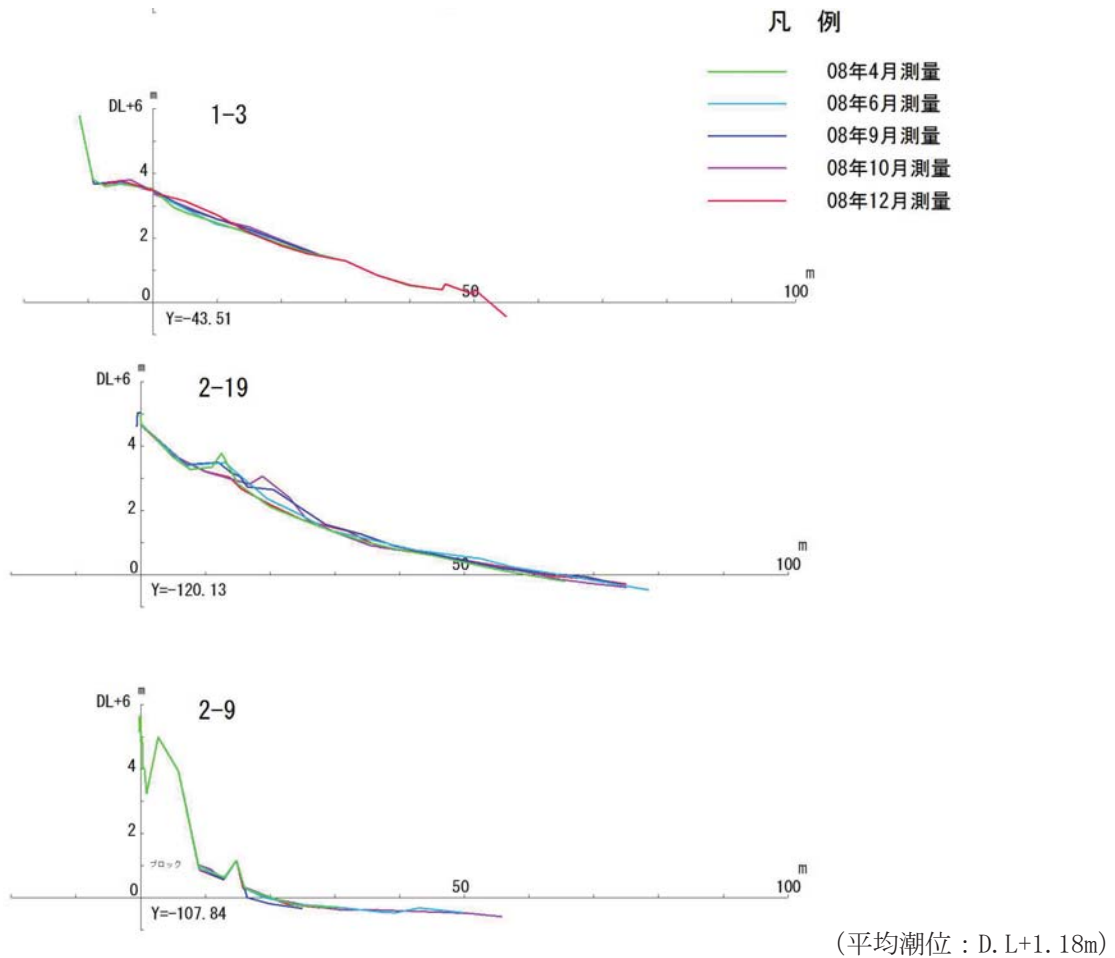 凡 例
08年4月測量
08年6月測量
08年9月測量
08年10月測量
08年12月測量
DL+6 m
1-3
4
2
0
50
100
m
Y=-43.51
DL+6 m
2-19
4
2
0
50
100
m
Y=-120.13
DL+6 m
2-9
4
2
ブロック
0
50
100
m
Y=-107.84
(平均潮位:D.L+1.18m)